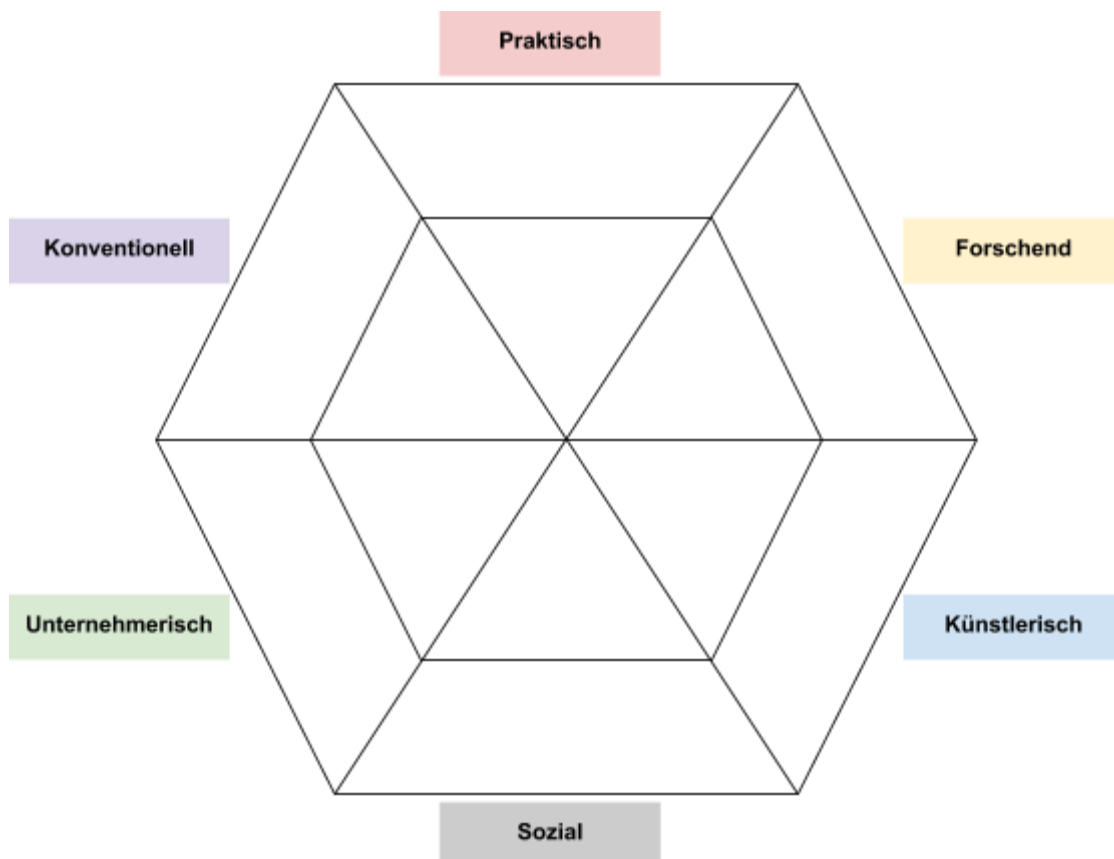 Praktisch
Konventionell
Forschend
Unternehmerisch
Künstlerisch
Sozial